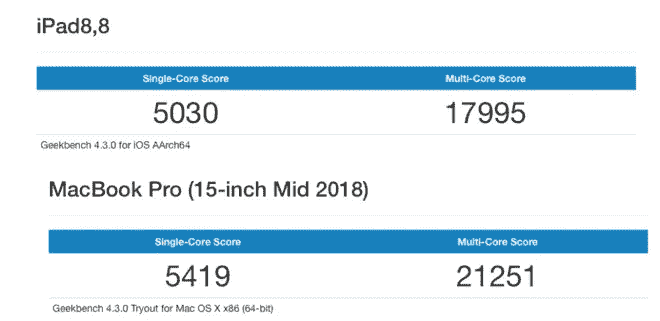 iPad8,8
Single-Core Score Multi-Core Score
5030 17995
Geekbench 4.3.0 for iOS AArch64
MacBook Pro (15-inch Mid 2018)
Single-Core Score Multi-Core Score
5419 21251
Geekbench 4.3.0 Tryout for Mac OS X x86 (64-bit)